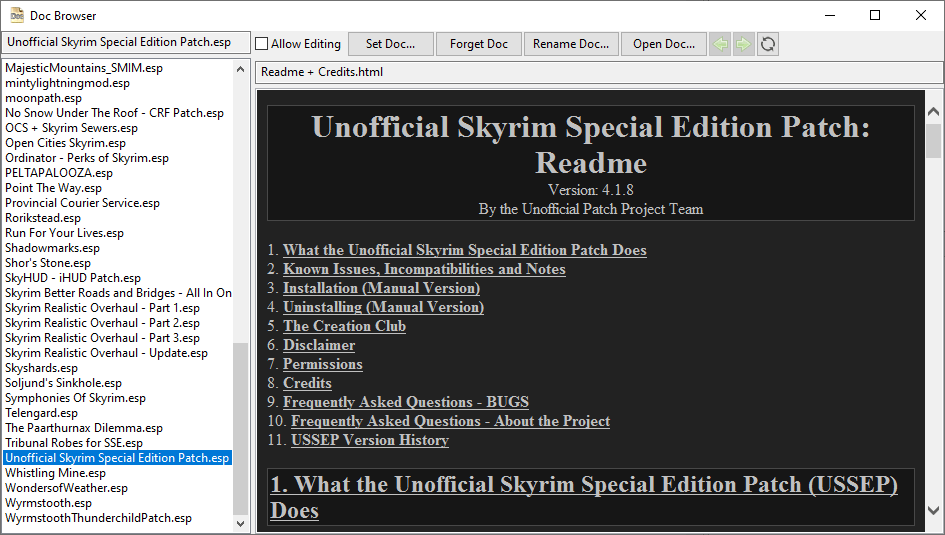 Doc Browser
Unofficial Skyrim Special Edition Patch.esp
Allow Editing
Set Doc...
Forget Doc
Rename Doc...
Open Doc...
MajesticMountains_SMIM.esp
mintylightningmod.esp
moonpath.esp
No Snow Under The Roof - CRF Patch.esp
OCS + Skyrim Sewers.esp
Open Cities Skyrim.esp
Ordinator - Perks of Skyrim.esp
PELTAPALOOZA.esp
Point The Way.esp
Provincial Courier Service.esp
Rorikstead.esp
Run For Your Lives.esp
Shadowmarks.esp
Shor's Stone.esp
SkyHUD - iHUD Patch.esp
Skyrim Better Roads and Bridges - All In On
Skyrim Realistic Overhaul - Part 1.esp
Skyrim Realistic Overhaul - Part 2.esp
Skyrim Realistic Overhaul - Part 3.esp
Skyrim Realistic Overhaul - Update.esp
Skyshards.esp
Soljund's Sinkhole.esp
Symphonies Of Skyrim.esp
Telengard.esp
The Paarthurnax Dilemma.esp
Tribunal Robes for SSE.esp
Unofficial Skyrim Special Edition Patch.esp
Whistling Mine.esp
WondersofWeather.esp
Wyrmstooth.esp
WyrmstoothThunderchildPatch.esp
Readme + Credits.html
Unofficial Skyrim Special Edition Patch:
Readme
Version: 4.1.8
By the Unofficial Patch Project Team
1. What the Unofficial Skyrim Special Edition Patch Does
2. Known Issues, Incompatibilities and Notes
3. Installation (Manual Version)
4. Uninstalling (Manual Version)
5. The Creation Club
6. Disclaimer
7. Permissions
8. Credits
9. Frequently Asked Questions - BUGS
10. Frequently Asked Questions - About the Project
11. USSEP Version History
1. What the Unofficial Skyrim Special Edition Patch (USSEP)
Does